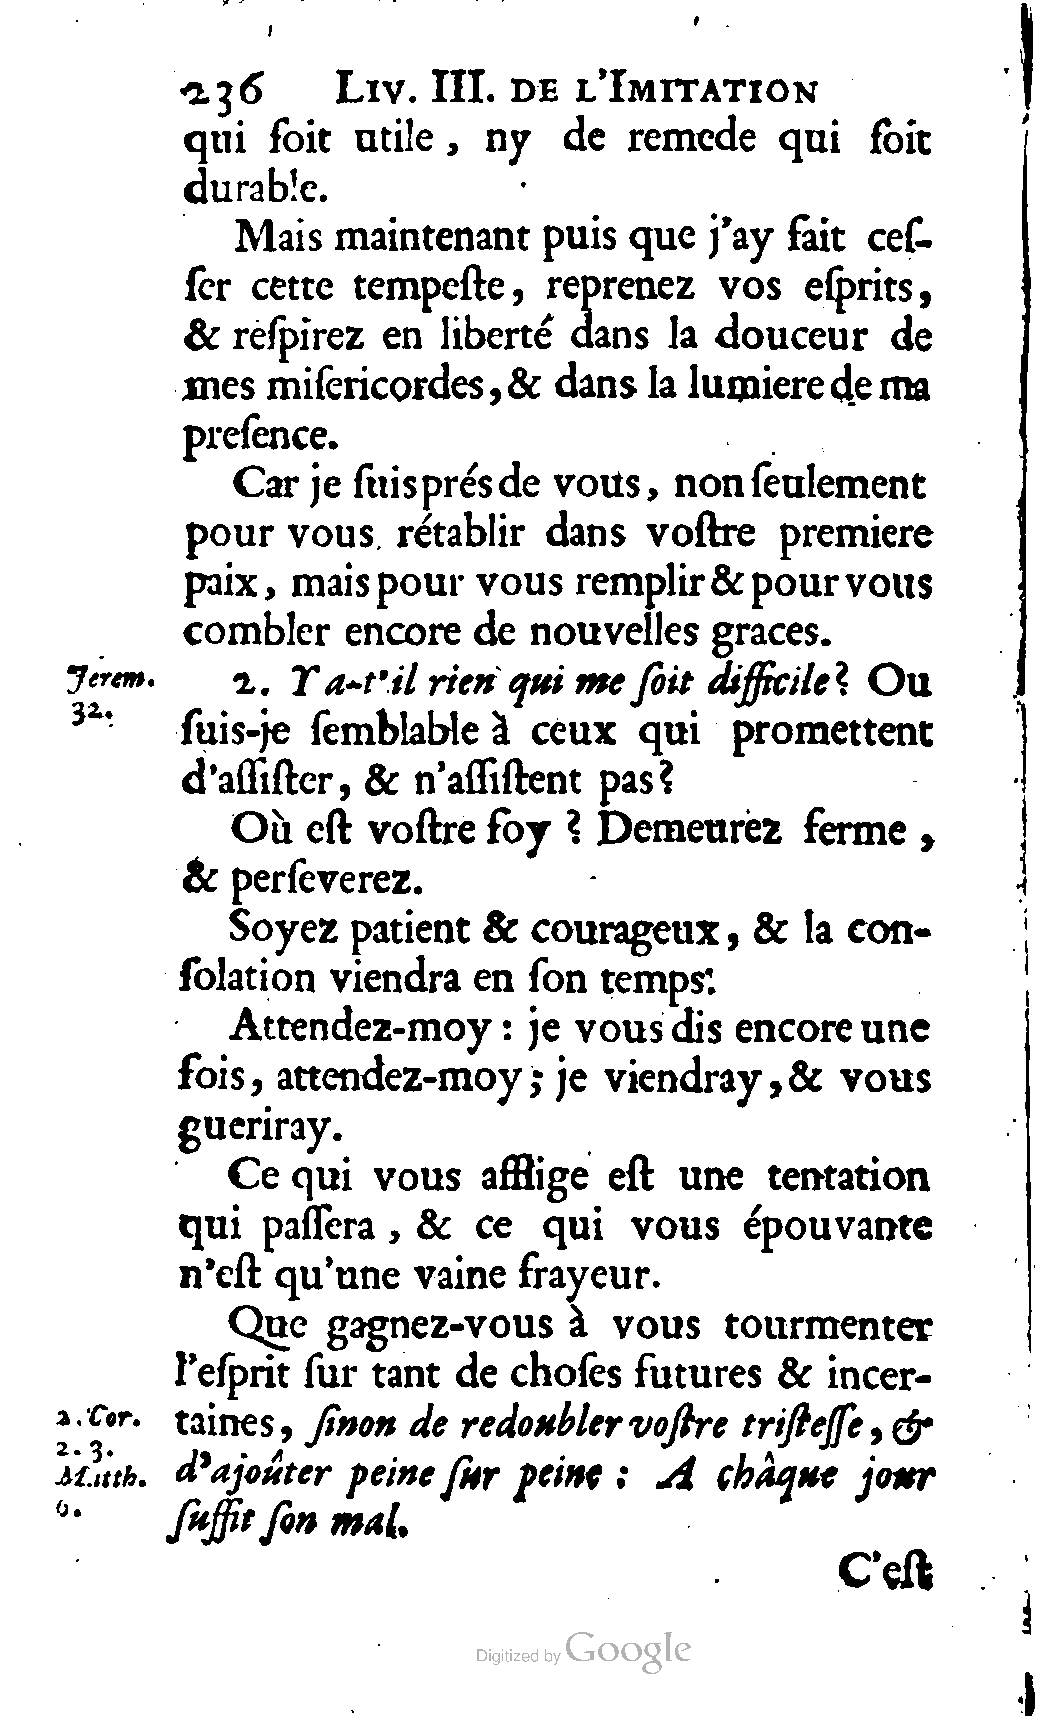 236 LIV. III. DE L'IMITATION
qui ſoit utile, ny de remede qui ſoit
durable.
Mais maintenant puis que j'ay fait ceſ-
ſer cette tempeſte, reprenez vos eſprits,
& reſpirez en liberté dans la douceur de
mes miſericordes, & dans la lumiere de ma
preſence.
Car je ſuis prés de vous, non ſeulement
pour vous rétablir dans voſtre premiere
paix, mais pour vous remplir & pour vous
combler encore de nouvelles graces.
Jerem. 2. Y a-t'il rien qui me ſoit difficile? Ou
32. ſuis-je ſemblable à ceux qui promettent
d'aſſiſter, & n'aſſiſtent pas?
Où eſt voſtre foy ? Demeurez ferme,
& perſeverez.
Soyez patient & courageux, & la con-
ſolation viendra en ſon temps.
Attendez-moy : je vous dis encore une
fois, attendez-moy ; je viendray, & vous
gueriray.
Ce qui vous afflige eſt une tentation
qui paſſera, & ce qui vous épouvante
n'eſt qu'une vaine frayeur.
Que gagnez-vous à vous tourmenter
l'eſprit ſur tant de choſes futures & incer-
2. Cor. taines, ſinon de redoubler voſtre triſteſſe, &
2. 3.
Matth. d'ajoûter peine ſur peine : A châque jour
6. ſuffit ſon mal.
C'eſt
Digitized by Google